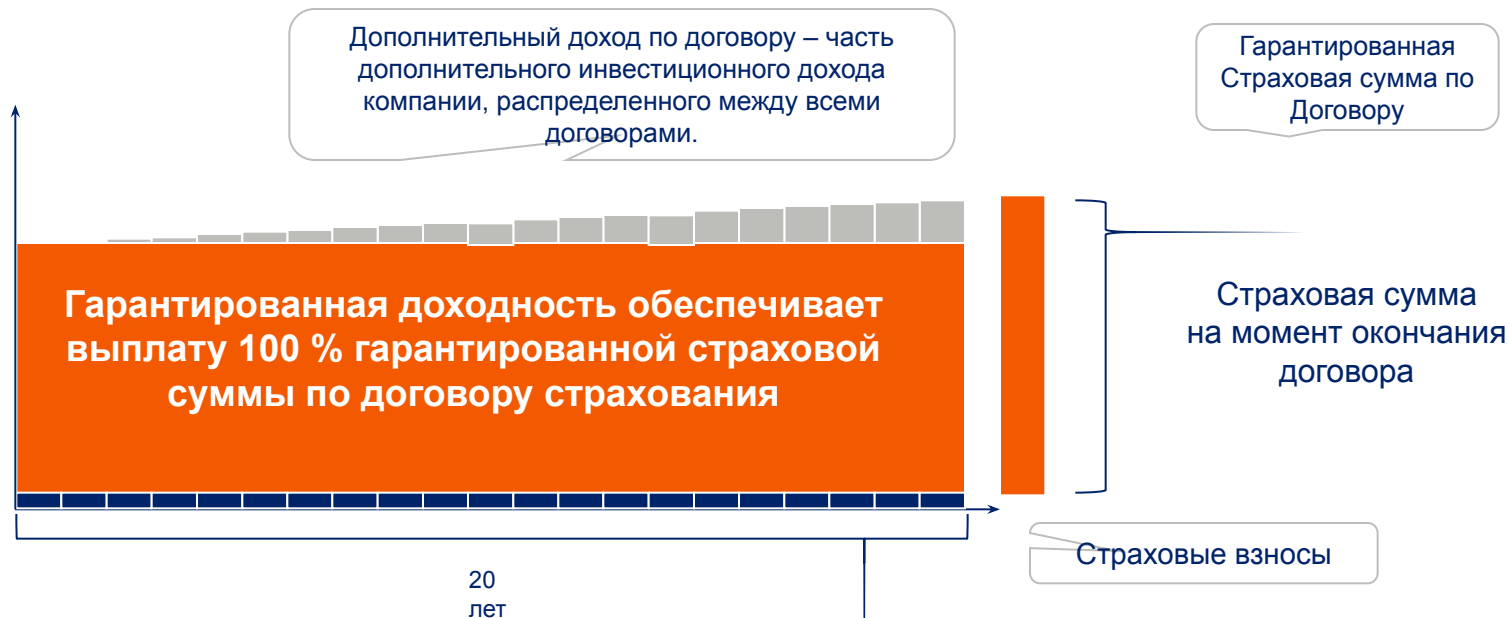 Дополнительный доход по договору – часть
дополнительного инвестиционного дохода
компании, распределенного между всеми
договорами.
Гарантированная
Страховая сумма по
Договору
Гарантированная доходность обеспечивает
выплату 100 % гарантированной страховой
суммы по договору страхования
Страховая сумма
на момент окончания
договора
Страховые взносы
20
лет